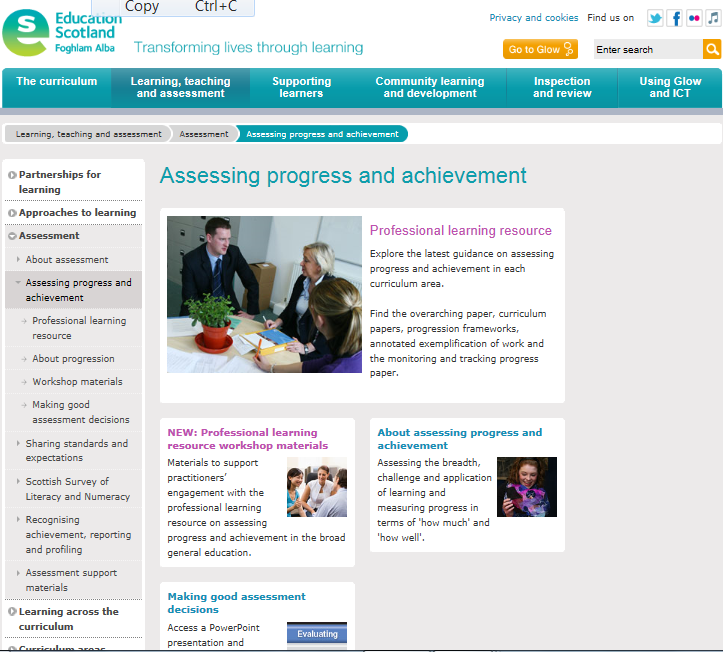 Copy Ctrl+C
Education
Scotland
Foghlam Alba
Transforming lives through learning
Privacy and cookies Find us on
Go to Glow
Enter search
The curriculum
Learning, teaching
and assessment
Supporting
learners
Community learning
and development
Inspection
and review
Using Glow
and ICT
Learning, teaching and assessment Assessment Assessing progress and achievement
Partnerships for
learning
Approaches to learning
Assessment
About assessment
Assessing progress and
achievement
Professional learning
resource
About progression
Workshop materials
Making good
assessment decisions
Sharing standards and
expectations
Scottish Survey of
Literacy and Numeracy
Recognising
achievement, reporting
and profiling
Assessment support
materials
Learning across the
curriculum
Curriculum areas
Assessing progress and achievement
Professional learning resource
Explore the latest guidance on assessing
progress and achievement in each
curriculum area.
Find the overarching paper, curriculum
papers, progression frameworks,
annotated exemplification of work and
the monitoring and tracking progress
paper.
NEW: Professional learning
resource workshop materials
Materials to support
practitioners'
engagement with the
professional learning
resource on assessing
progress and achievement in the broad
general education.
About assessing progress and
achievement
Assessing the breadth,
challenge and application
of learning and
measuring progress in
terms of 'how much' and
'how well'.
Making good assessment
decisions
Access a PowerPoint
presentation and
Evaluating